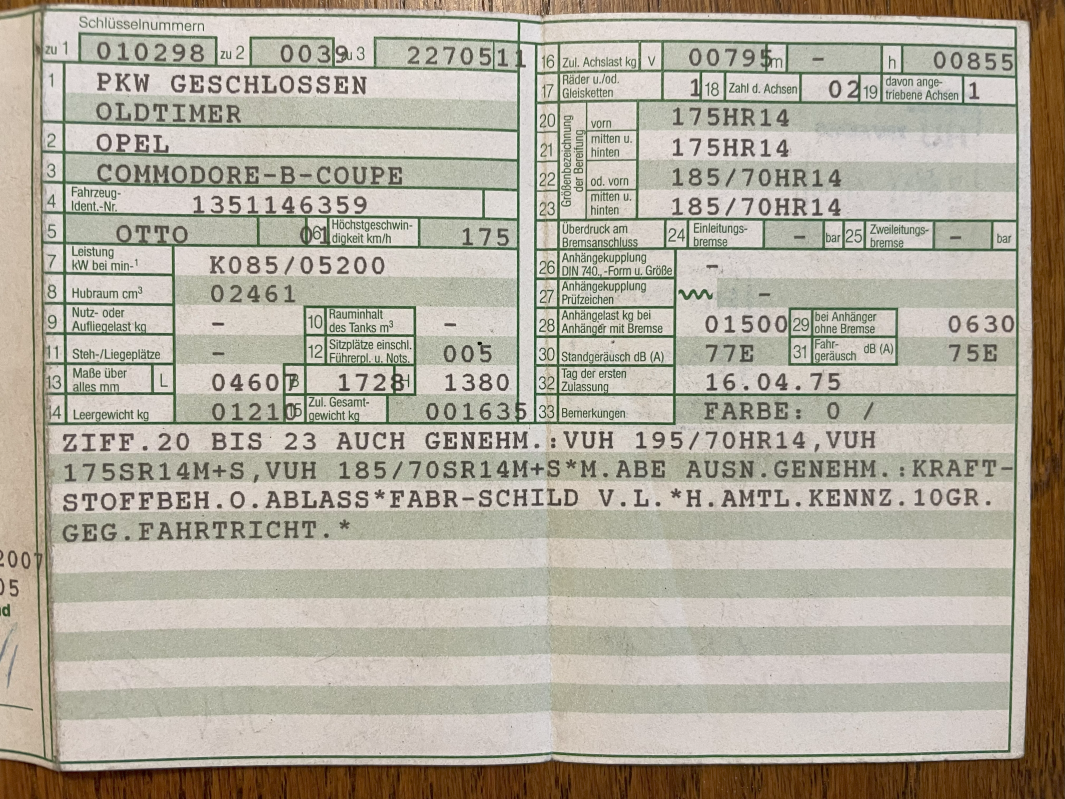 Schlüsselnummern
zu 1 010298 zu 2 0039 zu 3 2270511
1 PKW GESCHLOSSEN
OLDTIMER
2 OPEL
3 COMMODORE-B-COUPE
4 Fahrzeug-Ident.-Nr. 1351146359
5 OTTO 01 6 Höchstgeschwindigkeit km/h 175
7 Leistung kW bei min-¹ K085/05200
8 Hubraum cm³ 02461
9 Nutz- oder Aufliegelast kg – 10 Rauminhalt des Tanks m³ –
11 Steh-/Liegeplätze – 12 Sitzplätze einschl. Führerpl. u. Nots. 005
13 Maße über alles mm L 04607 B 1728 H 1380
14 Leergewicht kg 01210 15 Zul. Gesamtgewicht kg 001635
16 Zul. Achslast kg V 00795 m – h 00855
17 Räder u./od. Gleisketten 1 18 Zahl d. Achsen 02 19 davon angetriebene Achsen 1
Größenbezeichnung der Bereifung
20 vorn 175HR14
21 mitten u. hinten 175HR14
22 od. vorn 185/70HR14
23 mitten u. hinten 185/70HR14
Überdruck am Bremsanschluss 24 Einleitungsbremse – bar 25 Zweileitungsbremse – bar
26 Anhängekupplung DIN 740., -Form u. Größe –
27 Anhängekupplung Prüfzeichen –
28 Anhängelast kg bei Anhänger mit Bremse 01500 29 bei Anhänger ohne Bremse 0630
30 Standgeräusch dB (A) 77E 31 Fahrgeräusch dB (A) 75E
32 Tag der ersten Zulassung 16.04.75
33 Bemerkungen FARBE: 0 /
ZIFF.20 BIS 23 AUCH GENEHM.:VUH 195/70HR14,VUH
175SR14M+S,VUH 185/70SR14M+S*M.ABE AUSN.GENEHM.:KRAFT-
STOFFBEH.O.ABLASS*FABR-SCHILD V.L.*H.AMTL.KENNZ.10GR.
GEG.FAHRTRICHT.*
2007
05